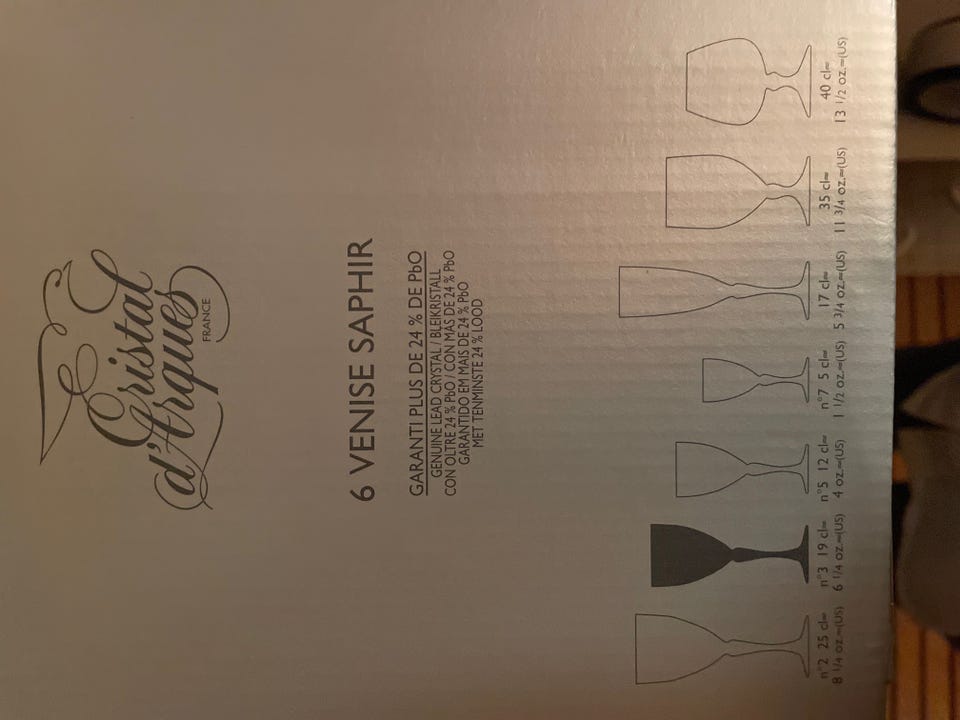 Cristal
d'Arques
FRANCE
6 VENISE SAPHIR
GARANTI PLUS DE 24 % DE PbO
GENUINE LEAD CRYSTAL / BLEIKRISTALL
CON OLTRE 24 % PbO / CON MÁS DE 24 % PbO
GARANTIDO EM MAIS DE 24 % PbO
MET TENMINSTE 24 % LOOD
n°2 25 cl≃
8 1/4 oz.≃(US)
n°3 19 cl≃
6 1/4 oz.≃(US)
n°5 12 cl≃
4 oz.≃(US)
n°7 5 cl≃
1 1/2 oz.≃(US)
17 cl≃
5 3/4 oz.≃(US)
35 cl≃
11 3/4 oz.≃(US)
40 cl≃
13 1/2 oz.≃(US)